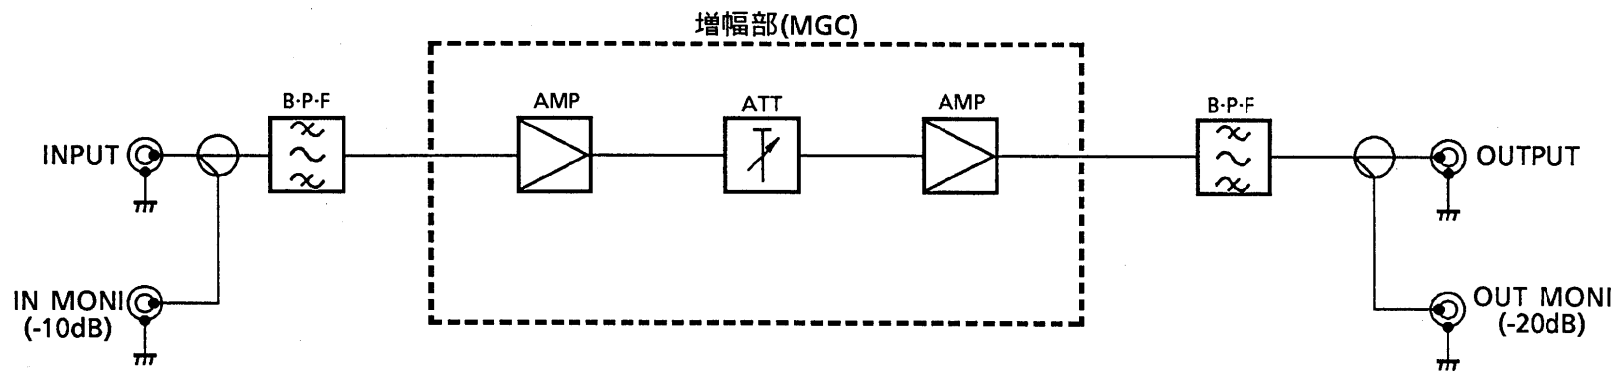 増幅部(MGC)
B·P·F
AMP
ATT
AMP
B·P·F
INPUT
OUTPUT
IN MONI
(-10dB)
OUT MONI
(-20dB)